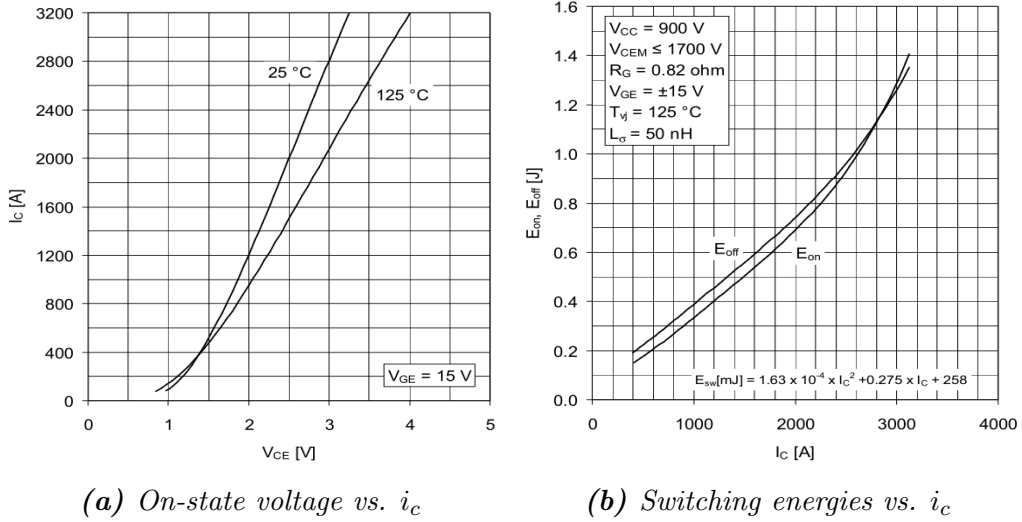 3200
2800
2400
2000
1600
1200
800
400
0
I_C [A]
25 °C
125 °C
V_GE = 15 V
0 1 2 3 4 5
V_CE [V]
(a) On-state voltage vs. i_c
1.6
1.4
1.2
1.0
0.8
0.6
0.4
0.2
0.0
E_on, E_off [J]
V_CC = 900 V
V_CEM ≤ 1700 V
R_G = 0.82 ohm
V_GE = ±15 V
T_vj = 125 °C
L_σ = 50 nH
E_off
E_on
E_sw[mJ] = 1.63 x 10^-4 x I_C^2 +0.275 x I_C + 258
0 1000 2000 3000 4000
I_C [A]
(b) Switching energies vs. i_c